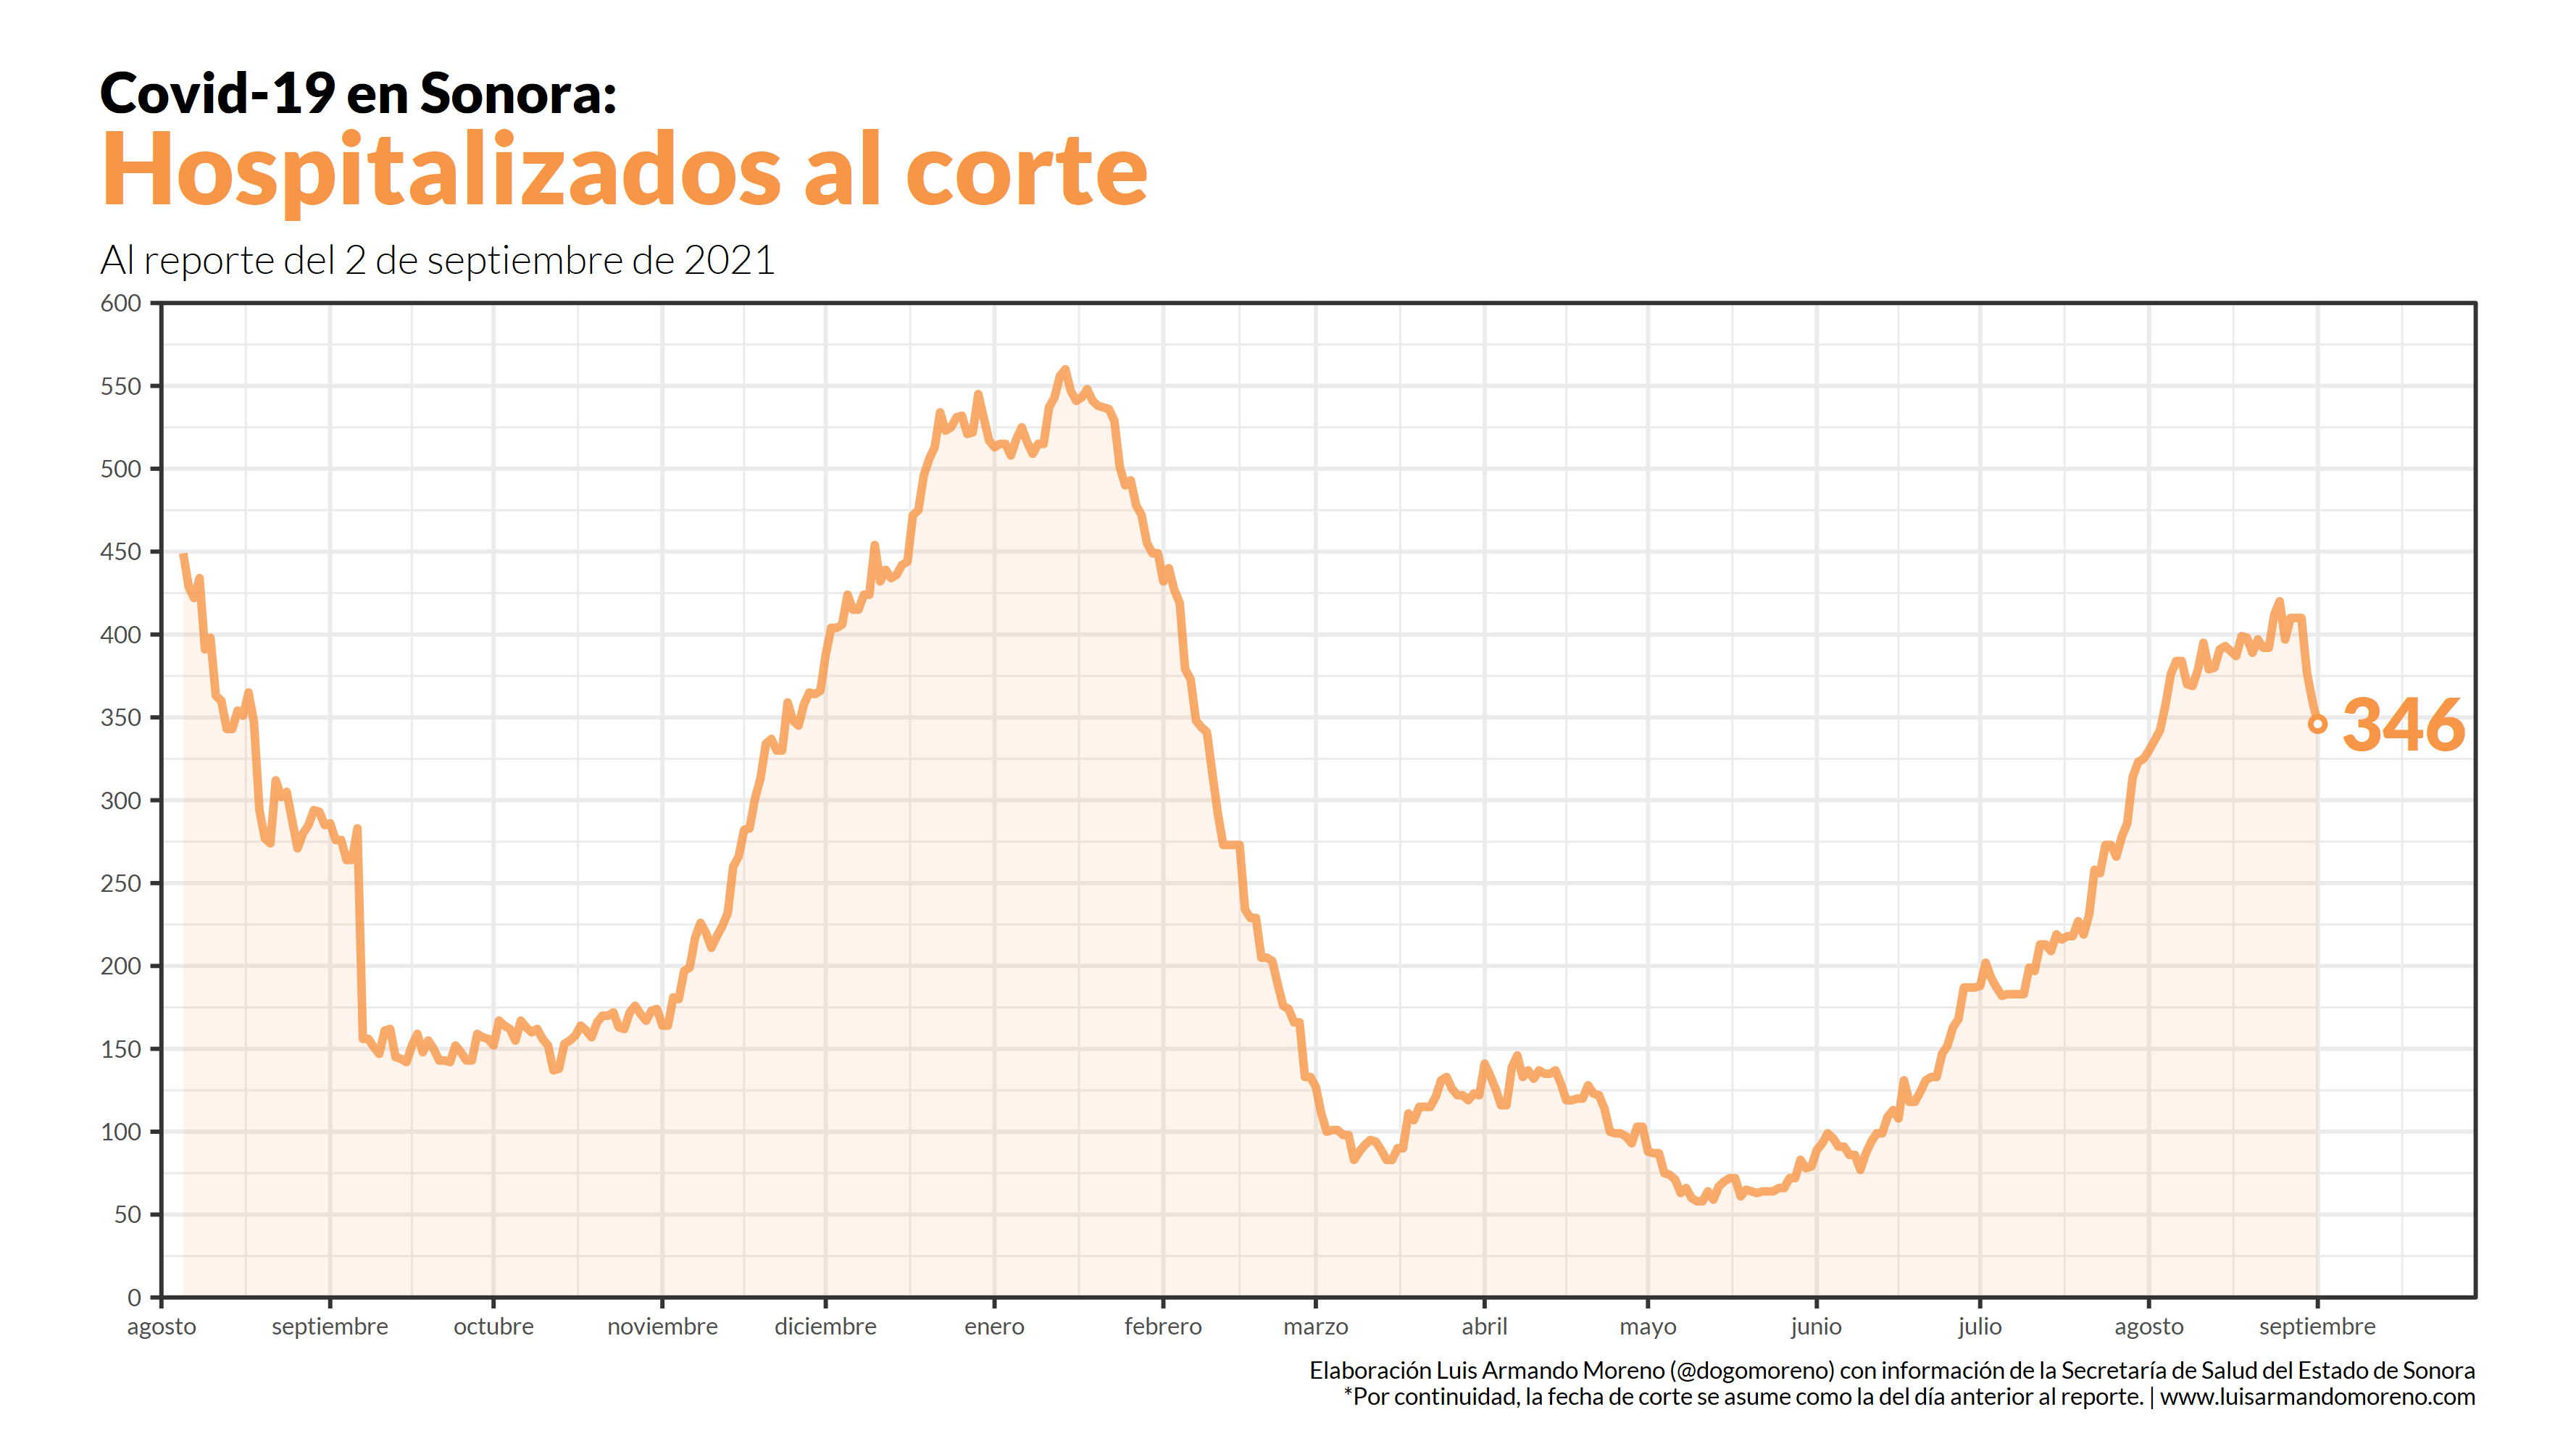 Covid-19 en Sonora:
Hospitalizados al corte
Al reporte del 2 de septiembre de 2021
600
550
500
450
400
350
300
250
200
150
100
50
0
346
agosto septiembre octubre noviembre diciembre enero febrero marzo abril mayo junio julio agosto septiembre
Elaboración Luis Armando Moreno (@dogomoreno) con información de la Secretaría de Salud del Estado de Sonora
*Por continuidad, la fecha de corte se asume como la del día anterior al reporte. | www.luisarmandomoreno.com